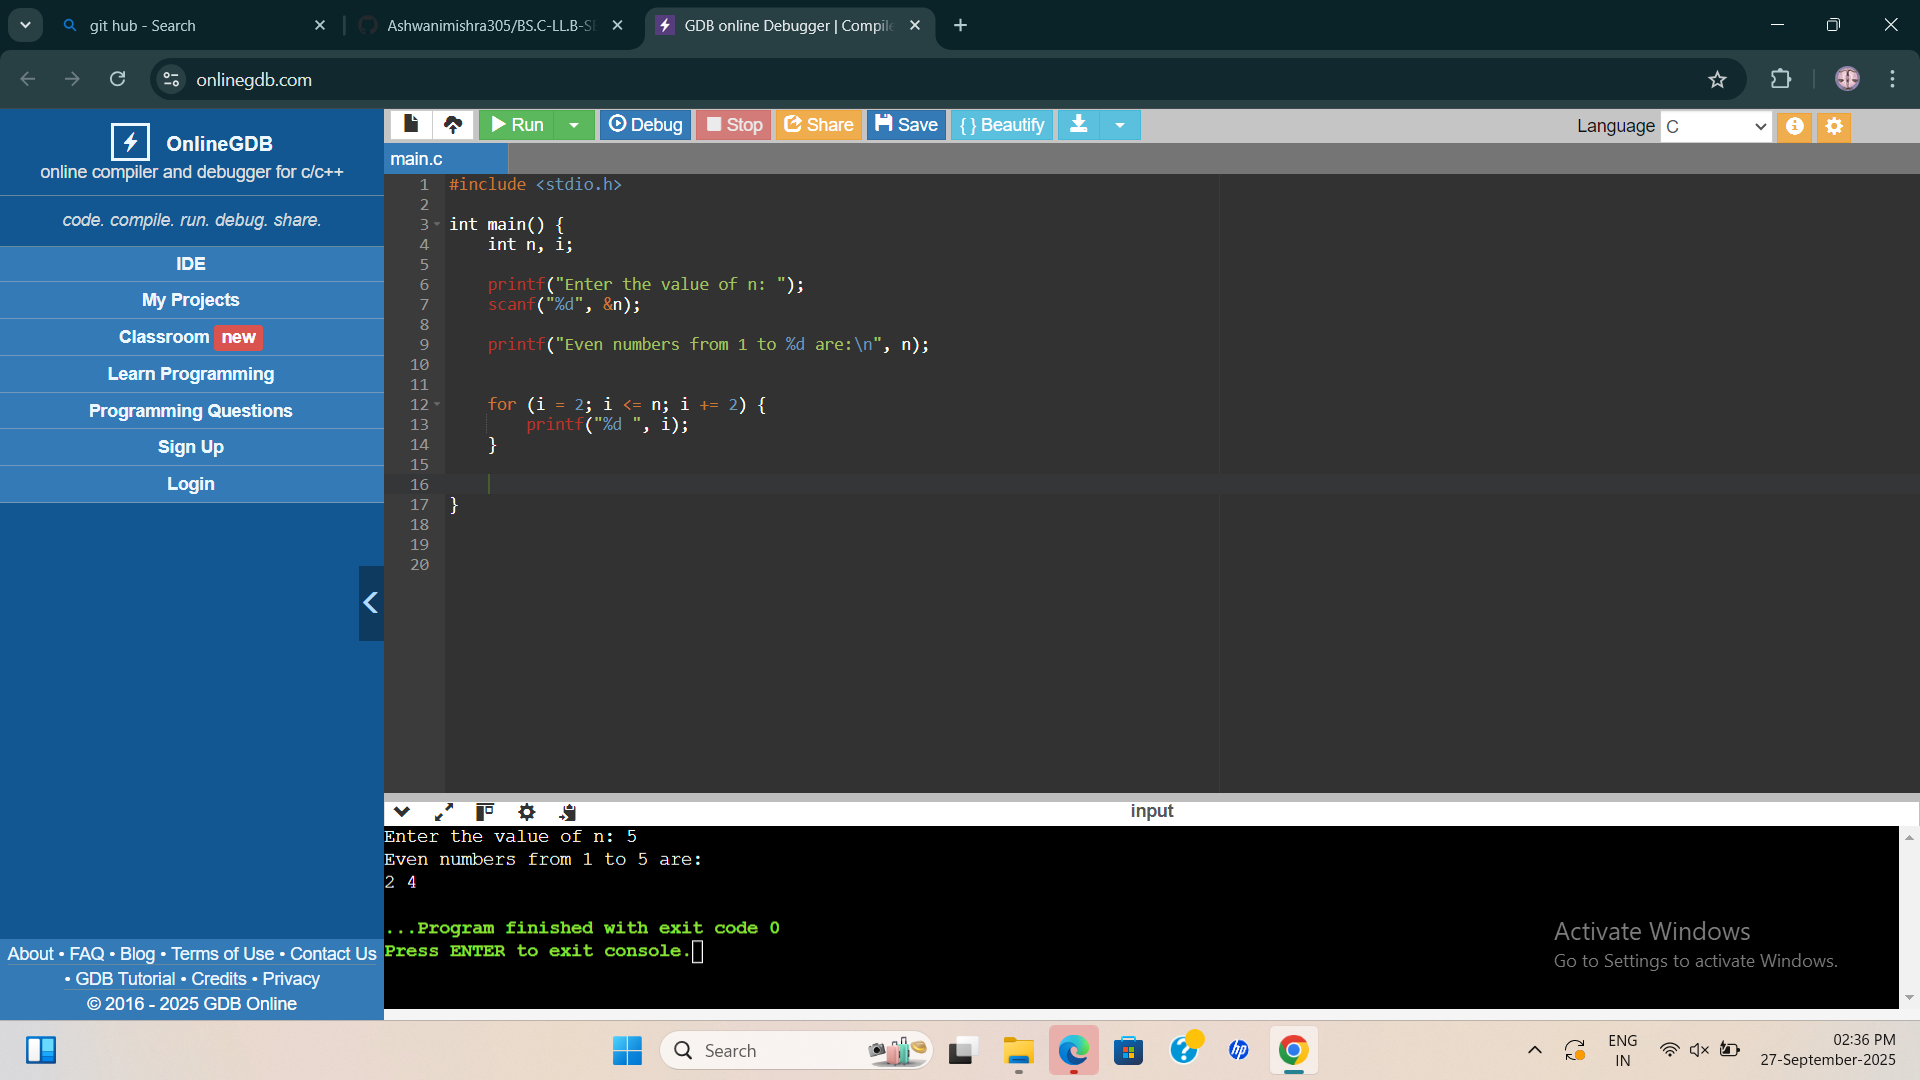 git hub - Search
Ashwanimishra305/BS.C-LL.B-S
GDB online Debugger | Compile
onlinegdb.com
OnlineGDB
online compiler and debugger for c/c++
code. compile. run. debug. share.
IDE
My Projects
Classroom new
Learn Programming
Programming Questions
Sign Up
Login
About • FAQ • Blog • Terms of Use • Contact Us
• GDB Tutorial • Credits • Privacy
© 2016 - 2025 GDB Online
Run
Debug
Stop
Share
Save
{ } Beautify
Language C
main.c
1 #include <stdio.h>
2
3 int main() {
4     int n, i;
5
6     printf("Enter the value of n: ");
7     scanf("%d", &n);
8
9     printf("Even numbers from 1 to %d are:\n", n);
10
11
12     for (i = 2; i <= n; i += 2) {
13         printf("%d ", i);
14     }
15
16
17 }
18
19
20
input
Enter the value of n: 5
Even numbers from 1 to 5 are:
2 4
...Program finished with exit code 0
Press ENTER to exit console.
Activate Windows
Go to Settings to activate Windows.
Search
hp
ENG
IN
02:36 PM
27-September-2025